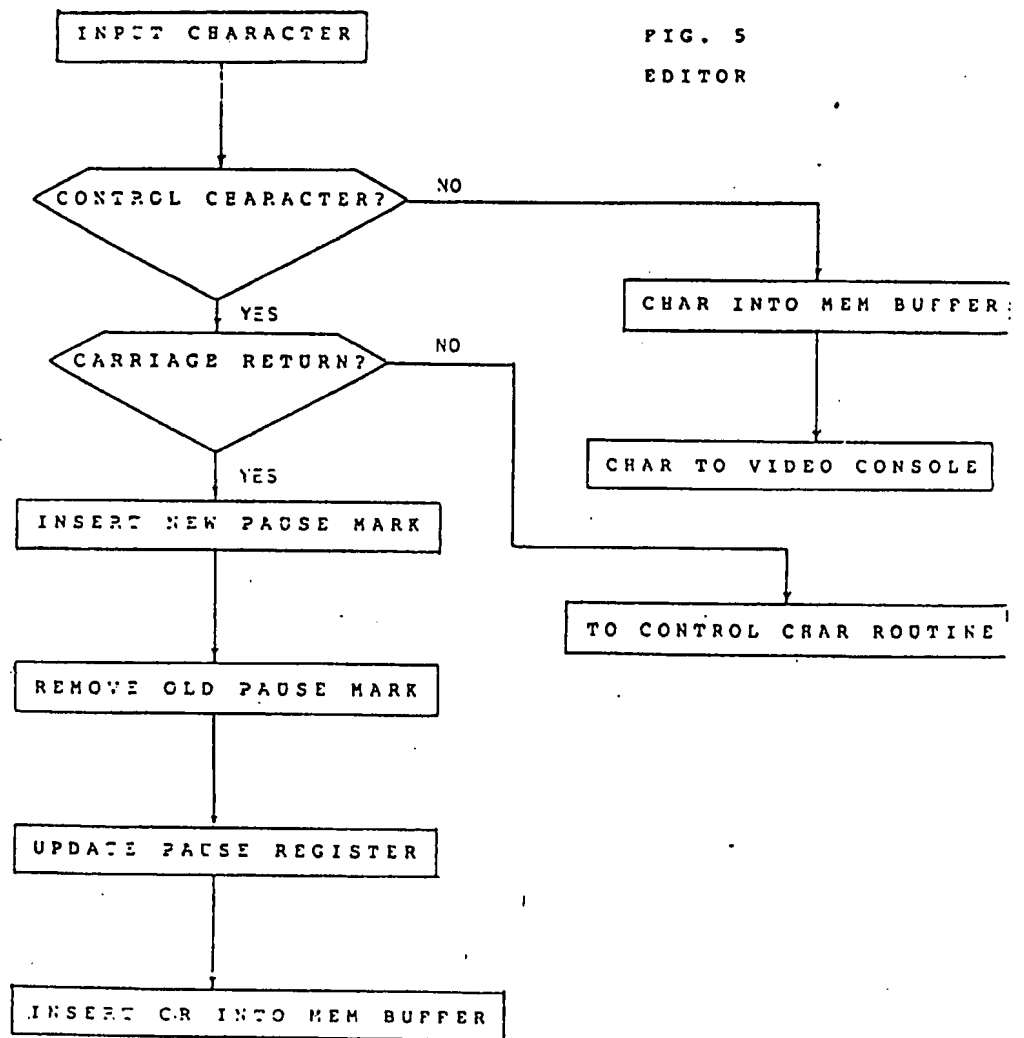 INPUT CHARACTER
FIG. 5
EDITOR
CONTROL CHARACTER?
NO
CHAR INTO MEM BUFFER
YES
CARRIAGE RETURN?
NO
CHAR TO VIDEO CONSOLE
YES
INSERT NEW PAUSE MARK
TO CONTROL CHAR ROUTINE
REMOVE OLD PAUSE MARK
UPDATE PAUSE REGISTER
INSERT CR INTO MEM BUFFER